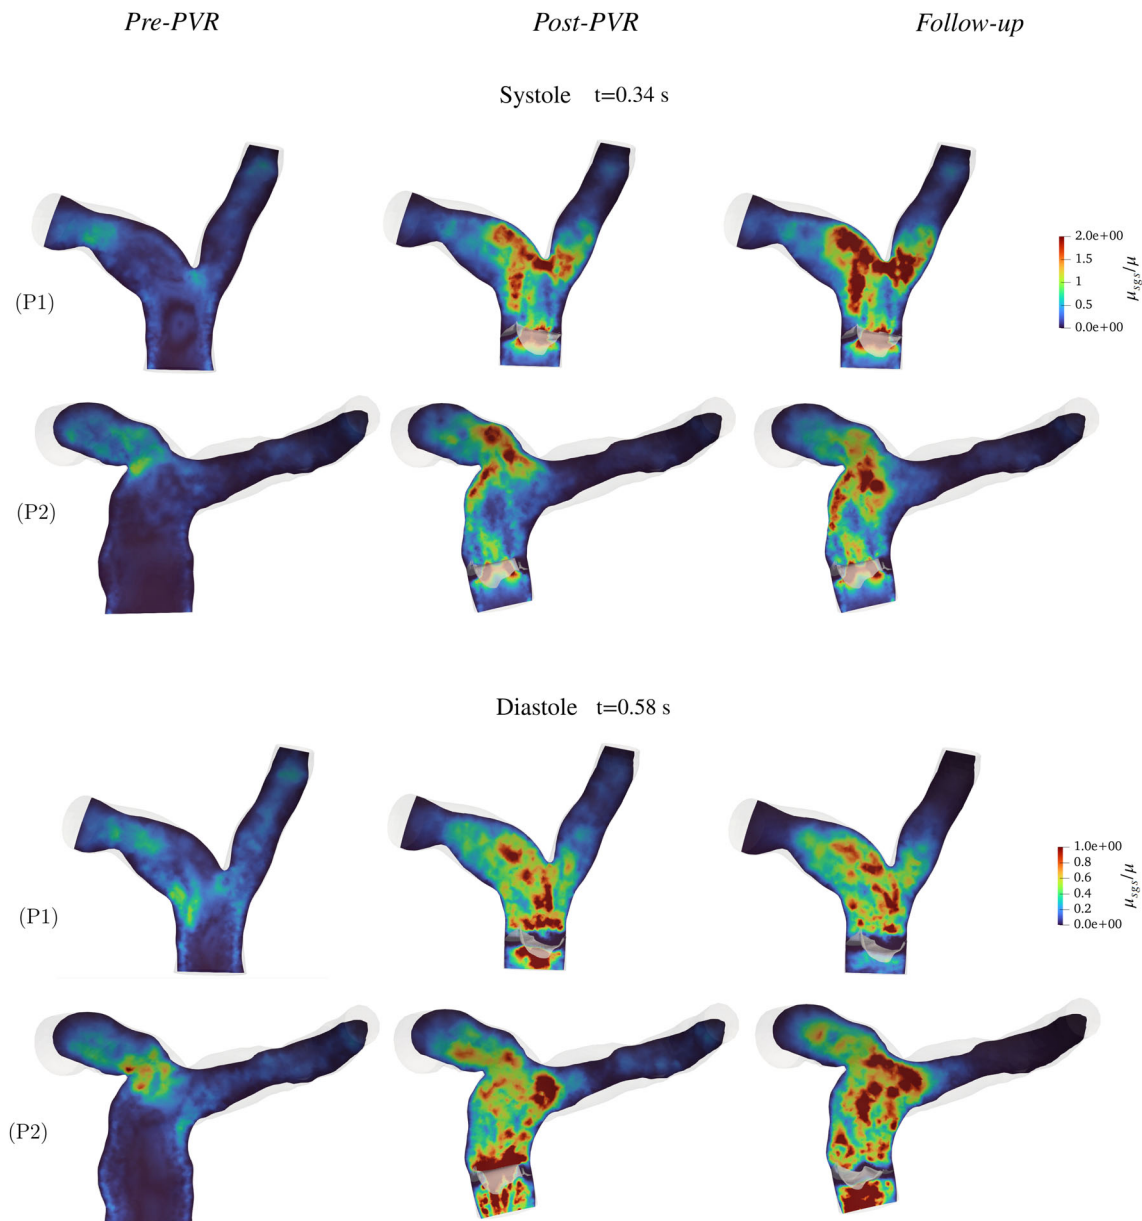 Pre-PVR Post-PVR Follow-up
Systole t=0.34 s
(P1)
2.0e+00
1.5
1
0.5
0.0e+00
μsgs/μ
(P2)
Diastole t=0.58 s
(P1)
1.0e+00
0.8
0.6
0.4
0.2
0.0e+00
μsgs/μ
(P2)